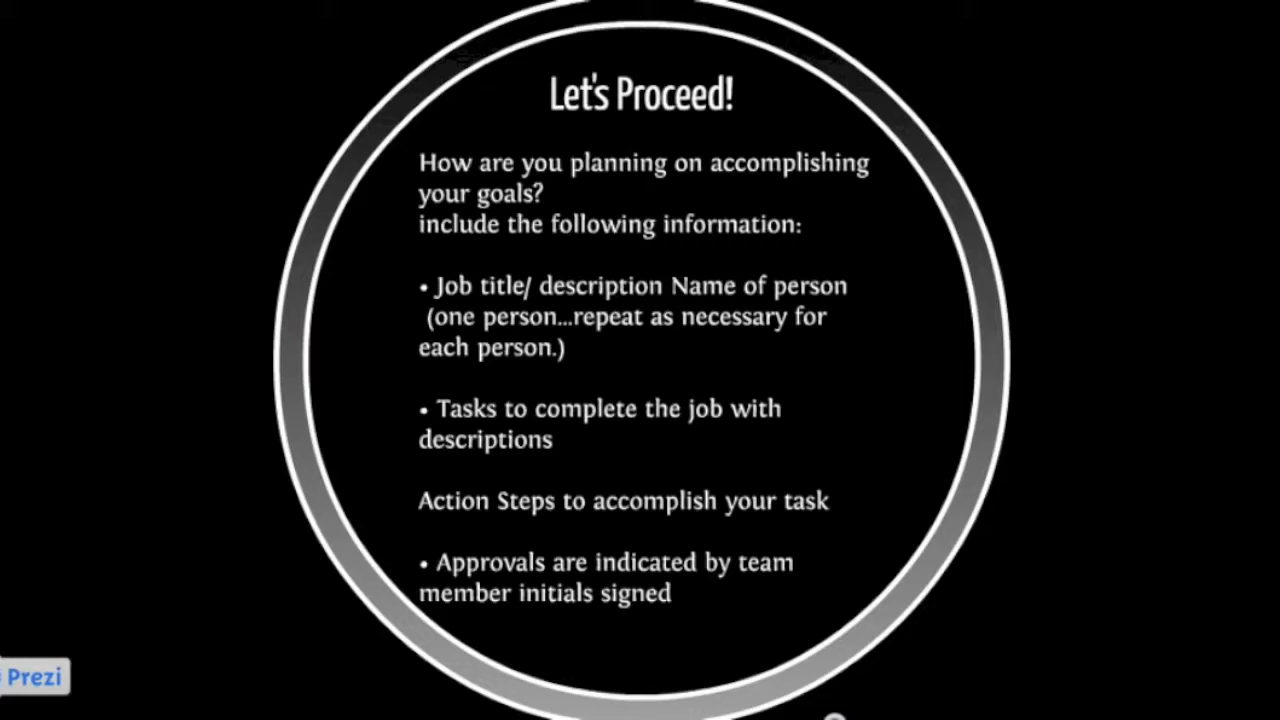 Let's Proceed!
How are you planning on accomplishing
your goals?
include the following information:
• Job title/ description Name of person
(one person...repeat as necessary for
each person.)
• Tasks to complete the job with
descriptions
Action Steps to accomplish your task
• Approvals are indicated by team
member initials signed
Prezi